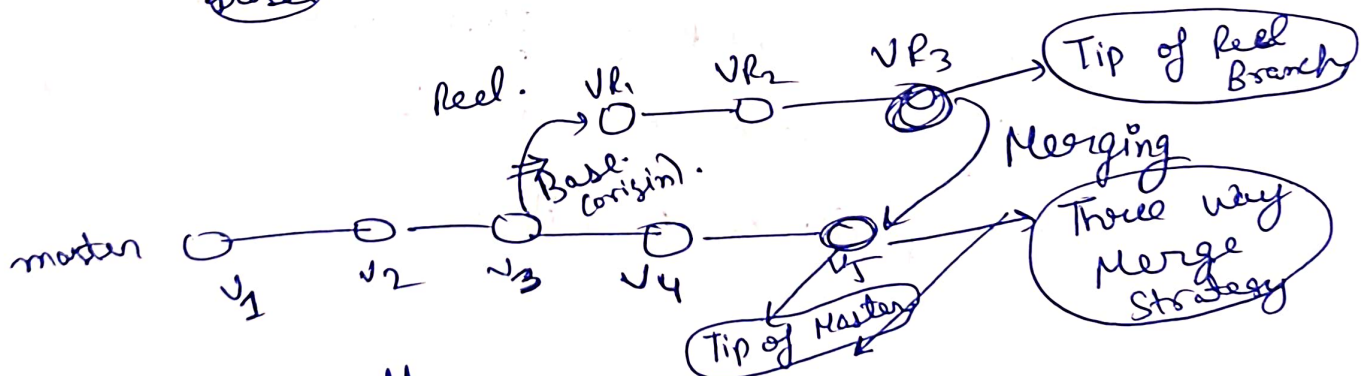 Reel.
VR1
VR2
VR3
Tip of Reel
Branch
Merging
Base.
(origin).
master
V1
V2
V3
V4
V5
Tip of Master
Three way
Merge
Strategy